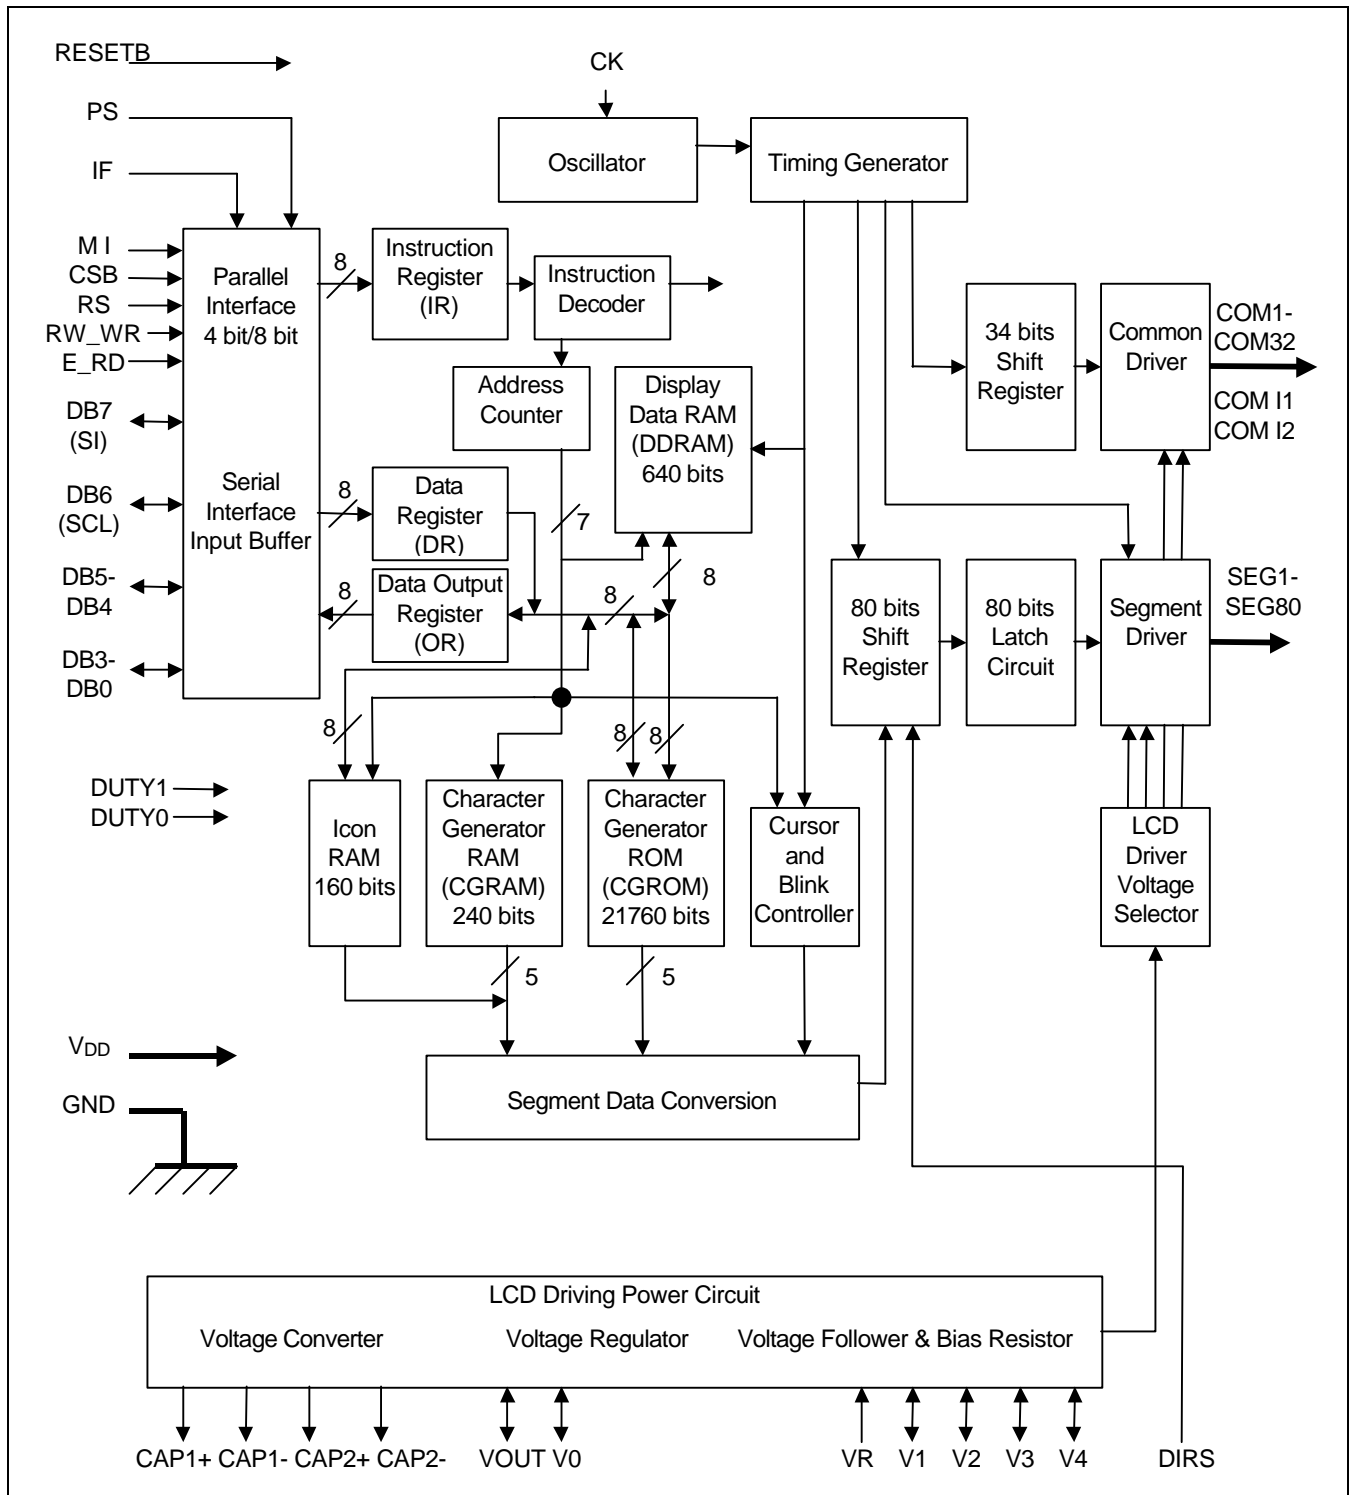 RESETB
CK
PS
IF
Oscillator
Timing Generator
M I
CSB
RS
RW_WR
E_RD
DB7
(SI)
DB6
(SCL)
DB5-
DB4
DB3-
DB0
Parallel
Interface
4 bit/8 bit
Serial
Interface
Input Buffer
8
Instruction
Register
(IR)
Instruction
Decoder
Address
Counter
Display
Data RAM
(DDRAM)
640 bits
34 bits
Shift
Register
Common
Driver
COM1-
COM32
COM I1
COM I2
8
Data
Register
(DR)
7
8
8
Data Output
Register
(OR)
8
80 bits
Shift
Register
80 bits
Latch
Circuit
Segment
Driver
SEG1-
SEG80
8
8
8
DUTY1
DUTY0
Icon
RAM
160 bits
Character
Generator
RAM
(CGRAM)
240 bits
Character
Generator
ROM
(CGROM)
21760 bits
Cursor
and
Blink
Controller
LCD
Driver
Voltage
Selector
5
5
VDD
GND
Segment Data Conversion
LCD Driving Power Circuit
Voltage Converter
Voltage Regulator
Voltage Follower & Bias Resistor
CAP1+ CAP1- CAP2+ CAP2-
VOUT V0
VR V1 V2 V3 V4
DIRS